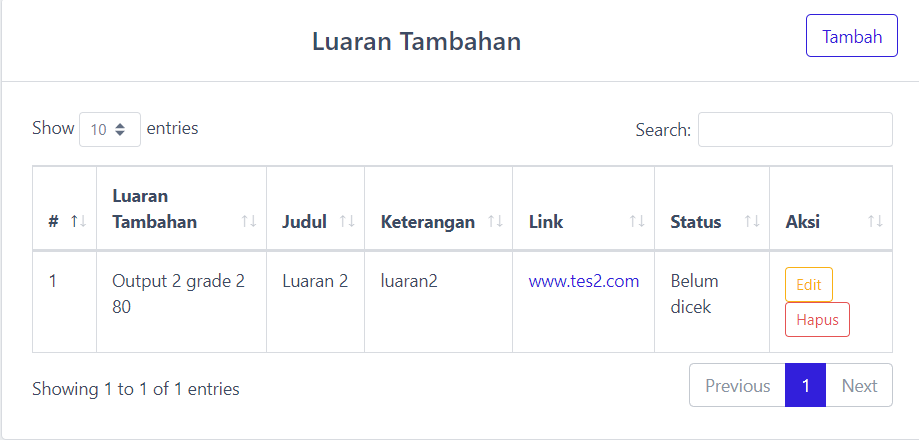 Luaran Tambahan
Tambah
Show 10 entries
Search:
# Luaran Tambahan Judul Keterangan Link Status Aksi
1 Output 2 grade 2 80 Luaran 2 luaran2 www.tes2.com Belum dicek Edit
Hapus
Showing 1 to 1 of 1 entries
Previous 1 Next